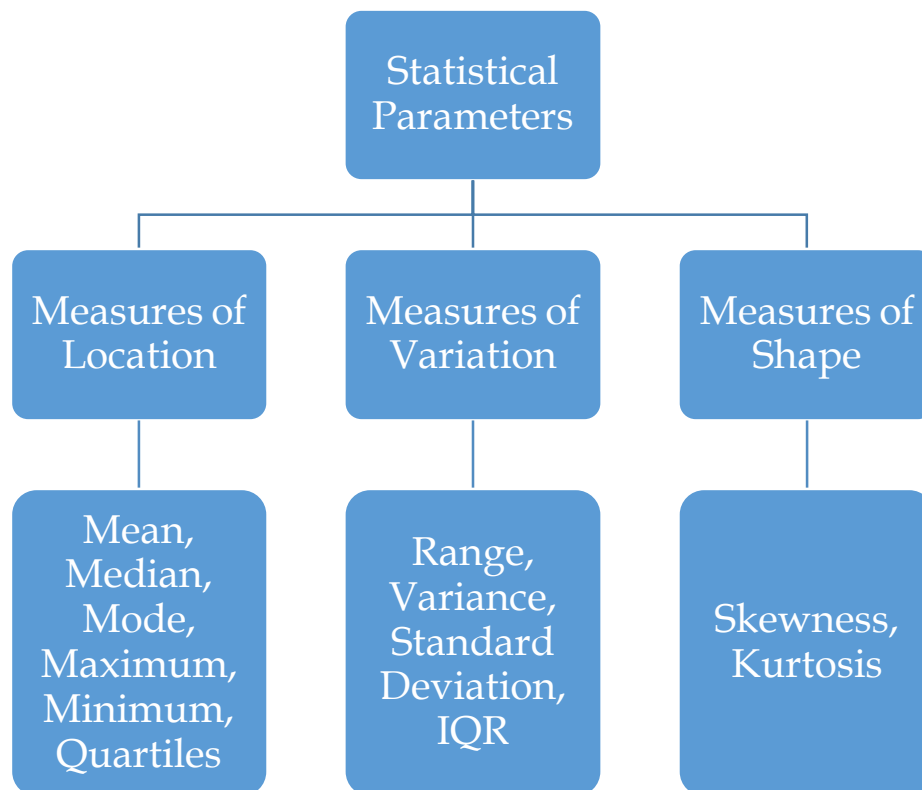 Statistical
Parameters
Measures of
Location
Measures of
Variation
Measures of
Shape
Mean,
Median,
Mode,
Maximum,
Minimum,
Quartiles
Range,
Variance,
Standard
Deviation,
IQR
Skewness,
Kurtosis